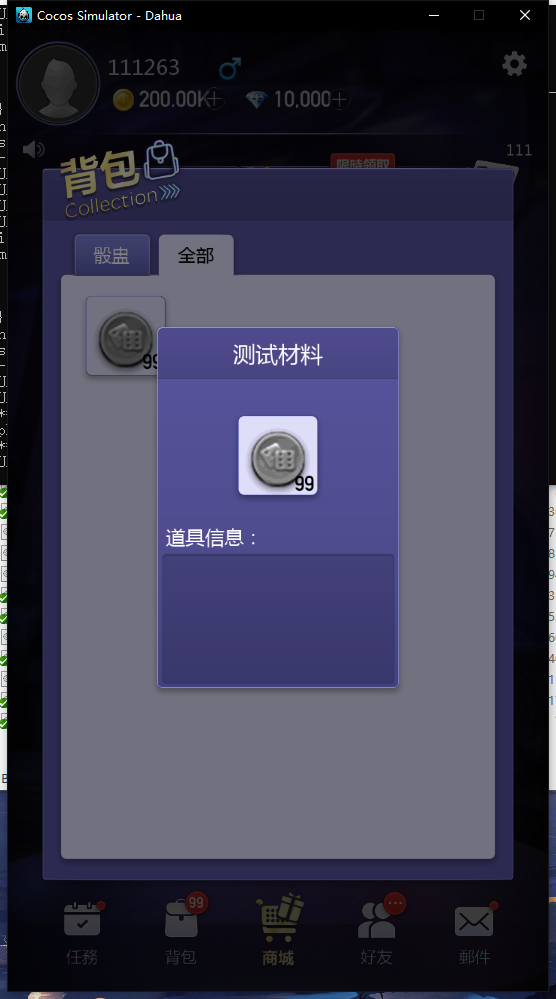 Cocos Simulator - Dahua
111263
200.00K
10,000
限時領取
111
背包
Collection
骰盅
全部
99
测试材料
99
道具信息：
99
任務
背包
商城
好友
郵件